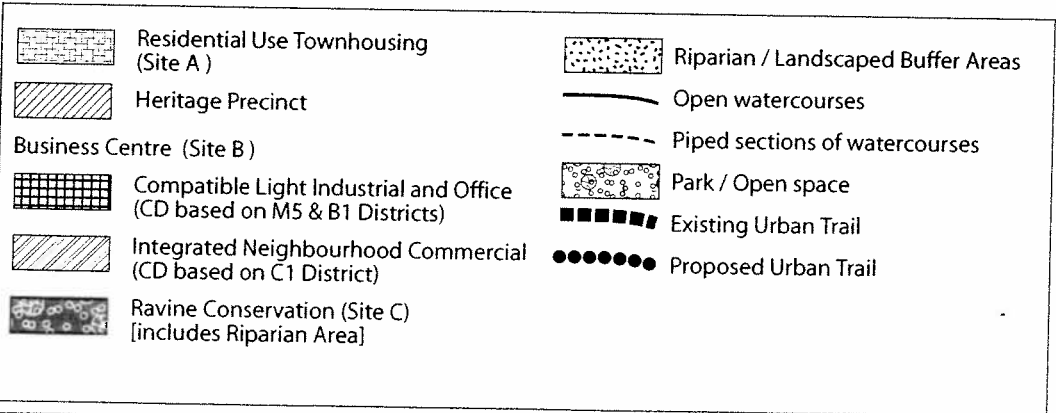 Residential Use Townhousing
(Site A )
Heritage Precinct
Business Centre (Site B )
Compatible Light Industrial and Office
(CD based on M5 & B1 Districts)
Integrated Neighbourhood Commercial
(CD based on C1 District)
Ravine Conservation (Site C)
[includes Riparian Area]
Riparian / Landscaped Buffer Areas
Open watercourses
Piped sections of watercourses
Park / Open space
Existing Urban Trail
Proposed Urban Trail